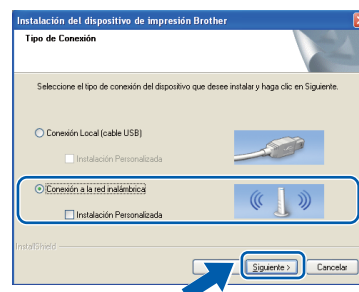 Instalación del dispositivo de impresión Brother
Tipo de Conexión
Seleccione el tipo de conexión del dispositivo que desee instalar y haga clic en Siguiente.
Conexión Local (cable USB)
Instalación Personalizada
Conexión a la red inalámbrica
Instalación Personalizada
InstallShield
Siguiente > Cancelar